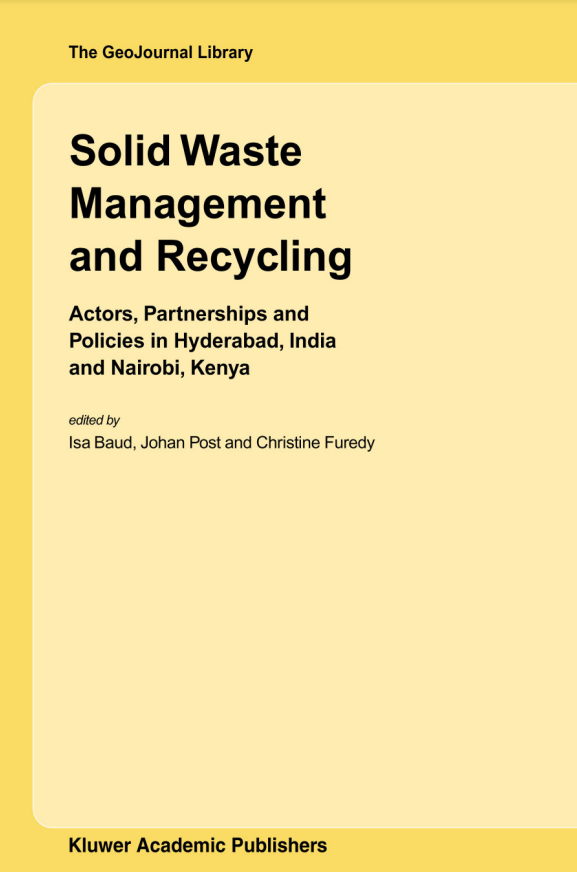 The GeoJournal Library
Solid Waste
Management
and Recycling
Actors, Partnerships and
Policies in Hyderabad, India
and Nairobi, Kenya
edited by
Isa Baud, Johan Post and Christine Furedy
Kluwer Academic Publishers